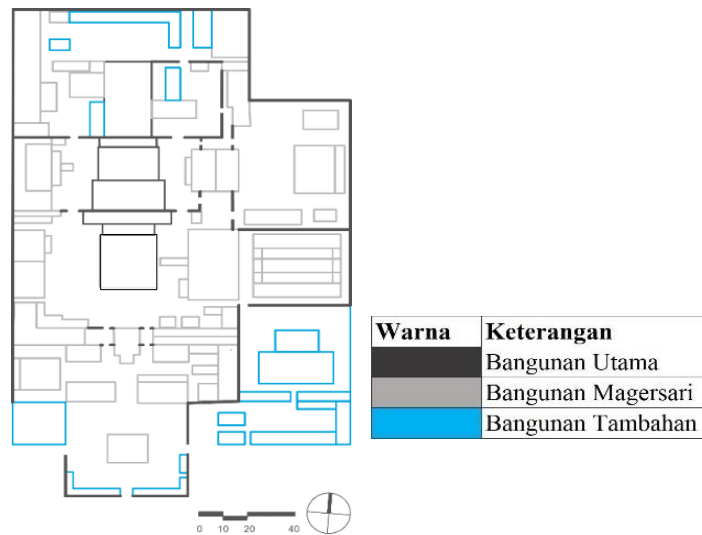 Warna Keterangan
Bangunan Utama
Bangunan Magersari
Bangunan Tambahan
0 10 20 40